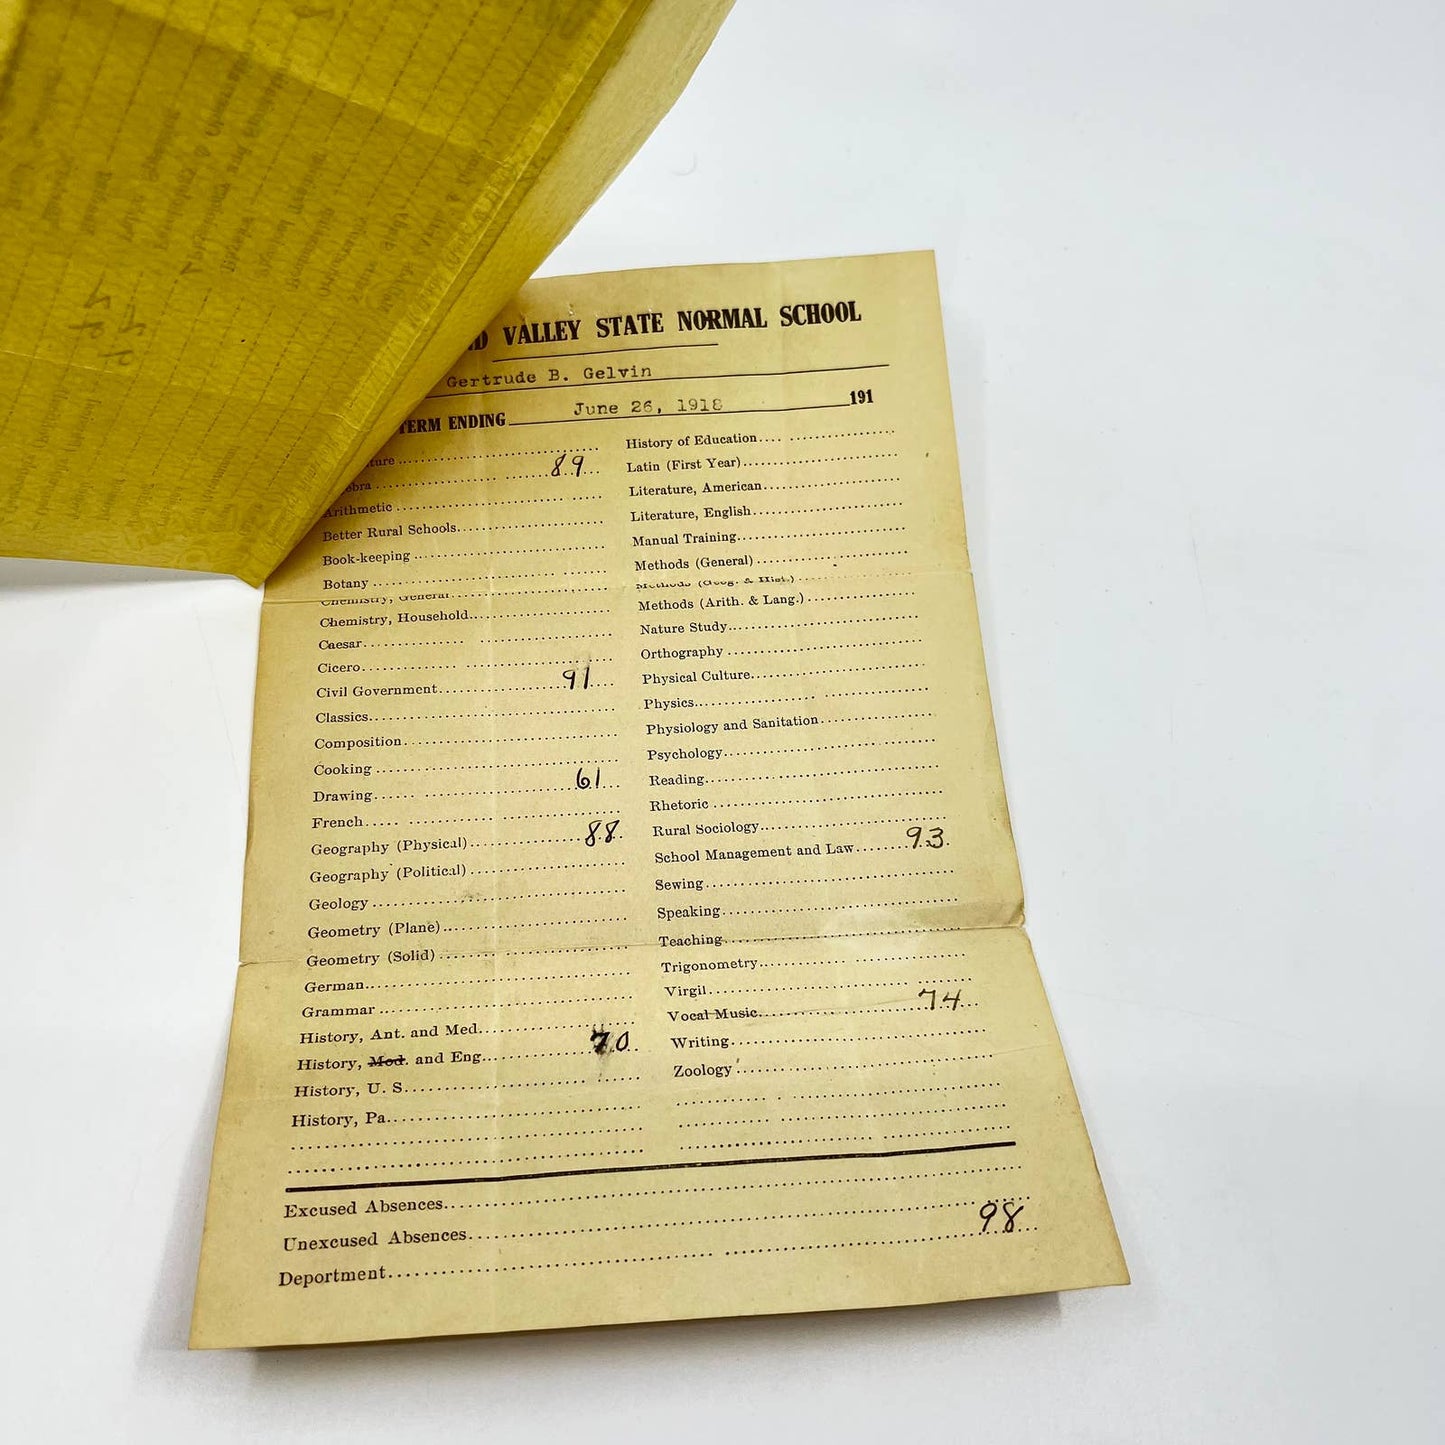 VALLEY STATE NORMAL SCHOOL
Gertrude B. Gelvin
TERM ENDING June 26, 1918 191
89
Arithmetic
Better Rural Schools
Book-keeping
Botany
Chemistry, General
Chemistry, Household
Caesar
Cicero
Civil Government 91
Classics
Composition
Cooking
Drawing 61
French
Geography (Physical) 88
Geography (Political)
Geology
Geometry (Plane)
Geometry (Solid)
German
Grammar
History, Ant. and Med.
History, Mod. and Eng. 70
History, U. S.
History, Pa.
History of Education
Latin (First Year)
Literature, American
Literature, English
Manual Training
Methods (General)
Methods (Geog. & Hist.)
Methods (Arith. & Lang.)
Nature Study
Orthography
Physical Culture
Physics
Physiology and Sanitation
Psychology
Reading
Rhetoric
Rural Sociology
School Management and Law 93
Sewing
Speaking
Teaching
Trigonometry
Virgil
Vocal Music 74
Writing
Zoology
Excused Absences
Unexcused Absences
Deportment 98